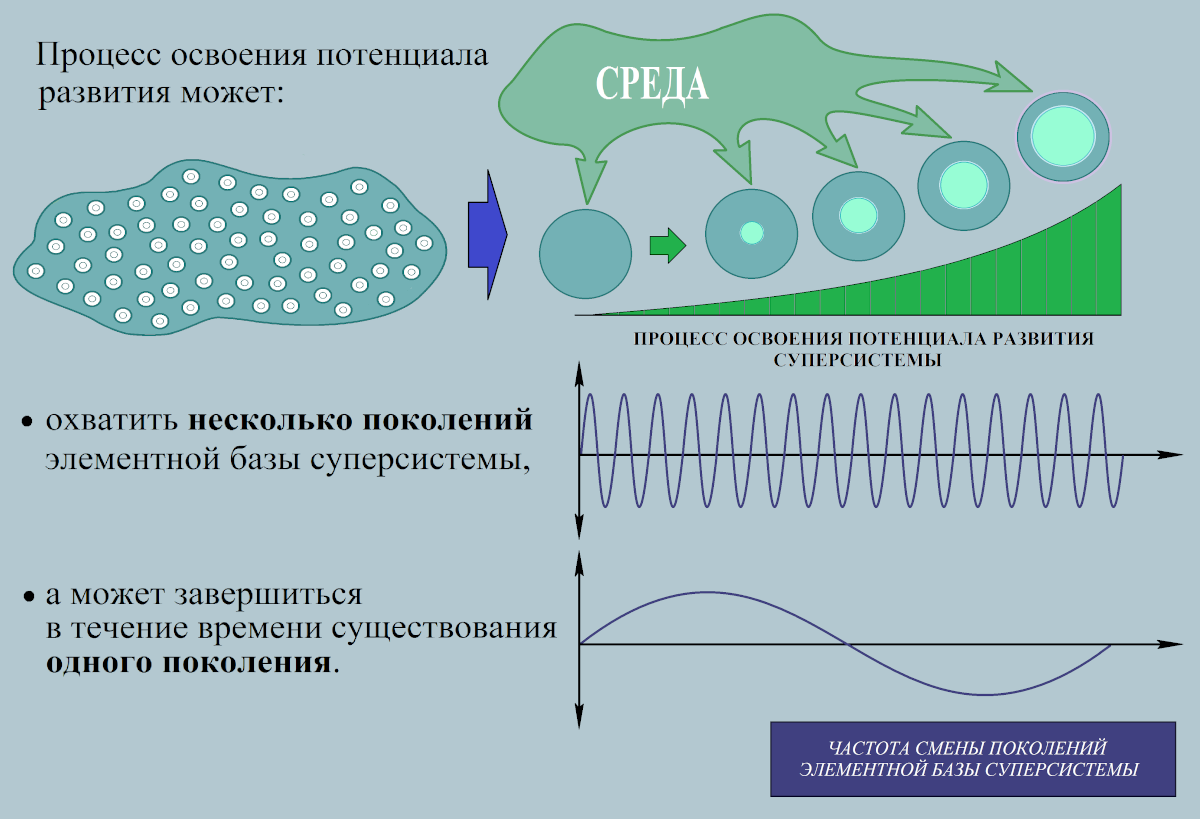 Процесс освоения потенциала
развития может:
СРЕДА
ПРОЦЕСС ОСВОЕНИЯ ПОТЕНЦИАЛА РАЗВИТИЯ
СУПЕРСИСТЕМЫ
• охватить несколько поколений
элементной базы суперсистемы,
• а может завершиться
в течение времени существования
одного поколения.
ЧАСТОТА СМЕНЫ ПОКОЛЕНИЙ
ЭЛЕМЕНТНОЙ БАЗЫ СУПЕРСИСТЕМЫ